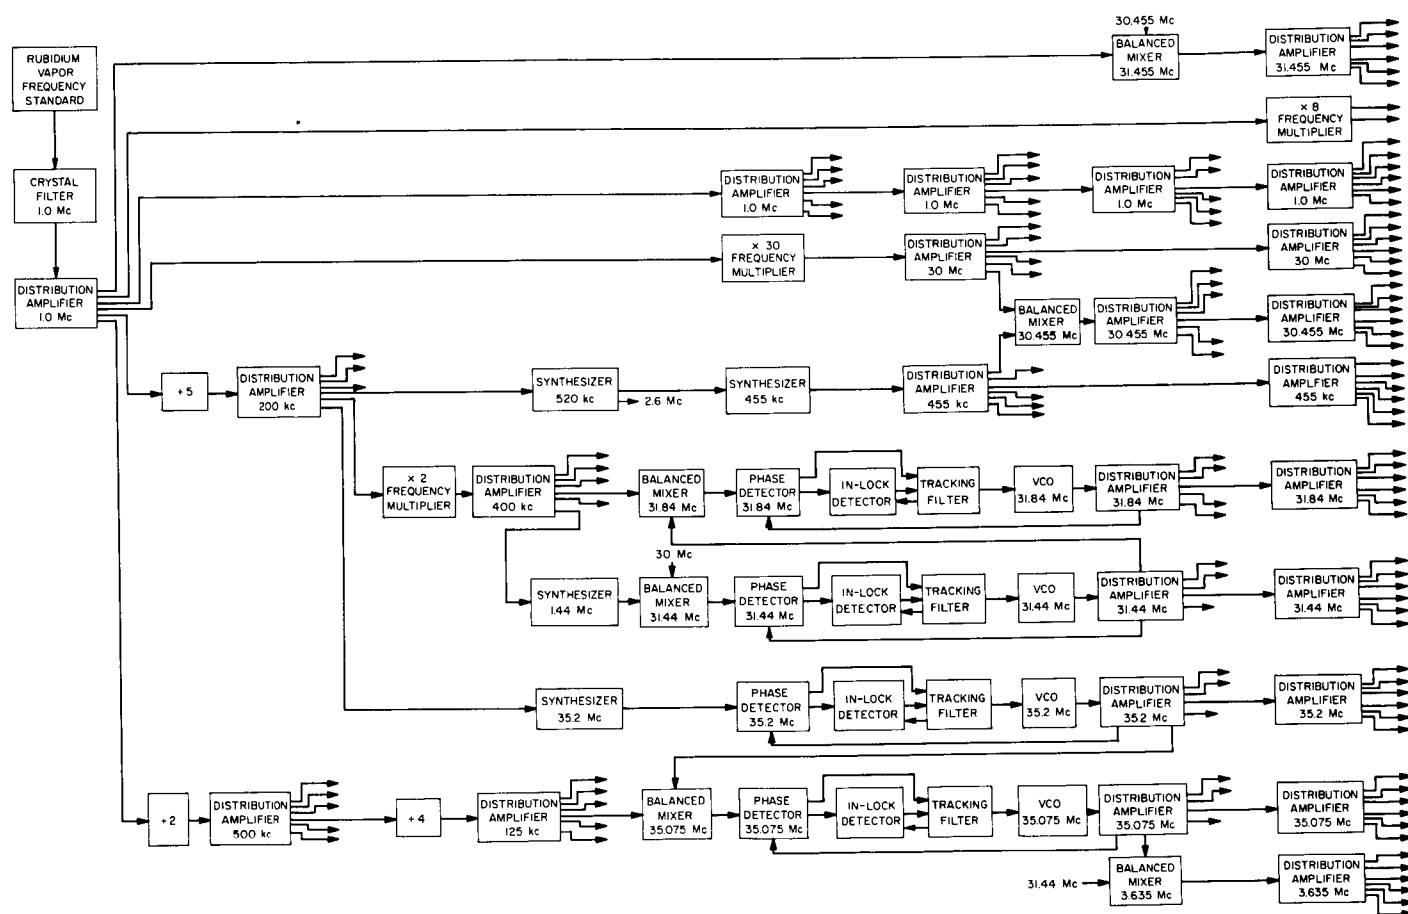 RUBIDIUM
VAPOR
FREQUENCY
STANDARD
CRYSTAL
FILTER
1.0 Mc
DISTRIBUTION
AMPLIFIER
1.0 Mc
30.455 Mc
BALANCED
MIXER
31.455 Mc
DISTRIBUTION
AMPLIFIER
31.455 Mc
× 8
FREQUENCY
MULTIPLIER
DISTRIBUTION
AMPLIFIER
1.0 Mc
DISTRIBUTION
AMPLIFIER
1.0 Mc
DISTRIBUTION
AMPLIFIER
1.0 Mc
DISTRIBUTION
AMPLIFIER
1.0 Mc
× 30
FREQUENCY
MULTIPLIER
DISTRIBUTION
AMPLIFIER
30 Mc
DISTRIBUTION
AMPLIFIER
30 Mc
BALANCED
MIXER
30.455 Mc
DISTRIBUTION
AMPLIFIER
30.455 Mc
DISTRIBUTION
AMPLIFIER
30.455 Mc
÷5
DISTRIBUTION
AMPLIFIER
200 kc
SYNTHESIZER
520 kc
2.6 Mc
SYNTHESIZER
455 kc
DISTRIBUTION
AMPLIFIER
455 kc
DISTRIBUTION
AMPLIFIER
455 kc
× 2
FREQUENCY
MULTIPLIER
DISTRIBUTION
AMPLIFIER
400 kc
BALANCED
MIXER
31.84 Mc
PHASE
DETECTOR
31.84 Mc
IN-LOCK
DETECTOR
TRACKING
FILTER
VCO
31.84 Mc
DISTRIBUTION
AMPLIFIER
31.84 Mc
DISTRIBUTION
AMPLIFIER
31.84 Mc
30 Mc
SYNTHESIZER
1.44 Mc
BALANCED
MIXER
31.44 Mc
PHASE
DETECTOR
31.44 Mc
IN-LOCK
DETECTOR
TRACKING
FILTER
VCO
31.44 Mc
DISTRIBUTION
AMPLIFIER
31.44 Mc
DISTRIBUTION
AMPLIFIER
31.44 Mc
SYNTHESIZER
35.2 Mc
PHASE
DETECTOR
35.2 Mc
IN-LOCK
DETECTOR
TRACKING
FILTER
VCO
35.2 Mc
DISTRIBUTION
AMPLIFIER
35.2 Mc
DISTRIBUTION
AMPLIFIER
35.2 Mc
÷2
DISTRIBUTION
AMPLIFIER
500 kc
÷4
DISTRIBUTION
AMPLIFIER
125 kc
BALANCED
MIXER
35.075 Mc
PHASE
DETECTOR
35.075 Mc
IN-LOCK
DETECTOR
TRACKING
FILTER
VCO
35.075 Mc
DISTRIBUTION
AMPLIFIER
35.075 Mc
DISTRIBUTION
AMPLIFIER
35.075 Mc
31.44 Mc
BALANCED
MIXER
3.635 Mc
DISTRIBUTION
AMPLIFIER
3.635 Mc